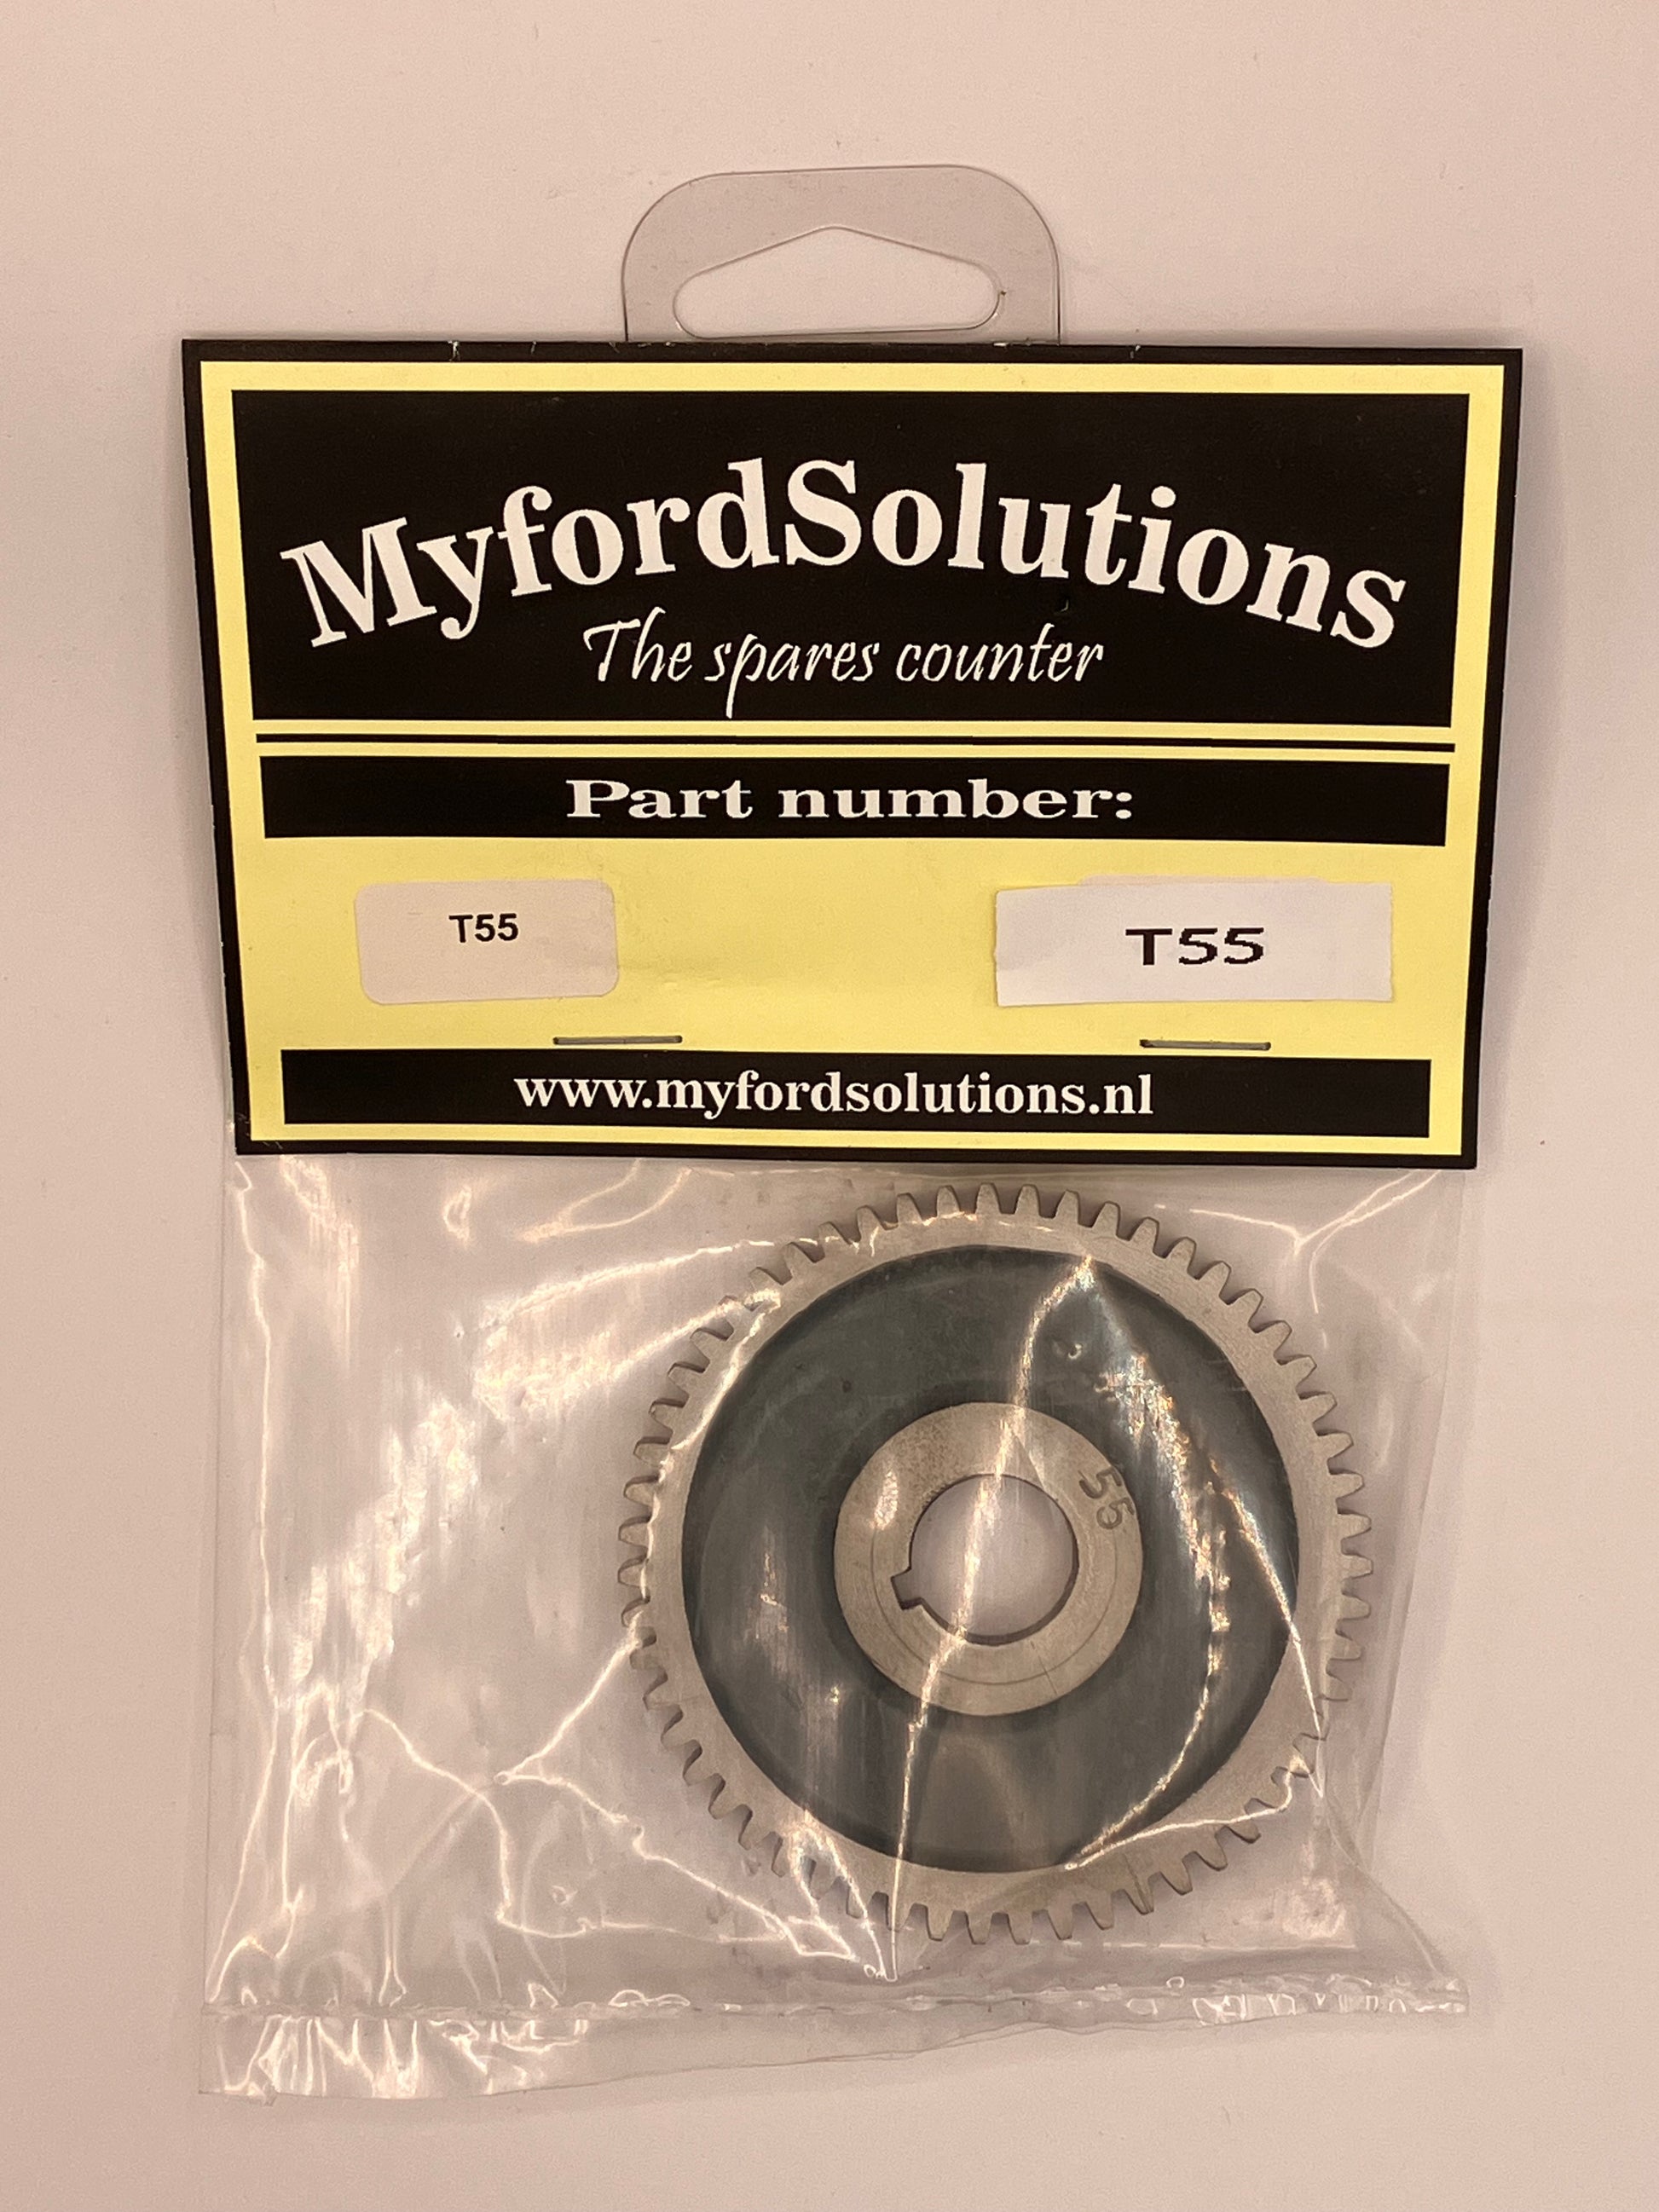 MyfordSolutions
The spares counter
Part number:
T55
T55
www.myfordsolutions.nl
55